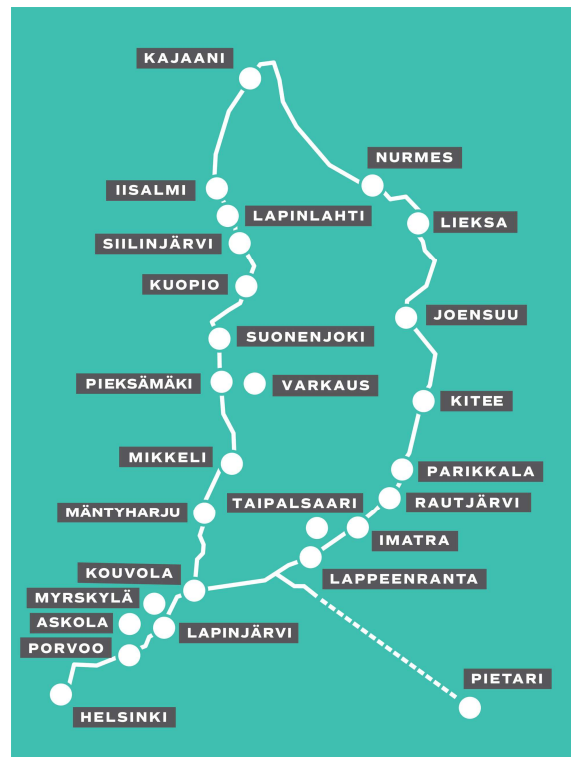 KAJAANI
NURMES
IISALMI
LAPINLAHTI
LIEKSA
SIILINJÄRVI
KUOPIO
JOENSUU
SUONENJOKI
PIEKSÄMÄKI
VARKAUS
KITEE
MIKKELI
PARIKKALA
TAIPALSAARI
RAUTJÄRVI
MÄNTYHARJU
IMATRA
LAPPEENRANTA
KOUVOLA
MYRSKYLÄ
ASKOLA
LAPINJÄRVI
PORVOO
PIETARI
HELSINKI